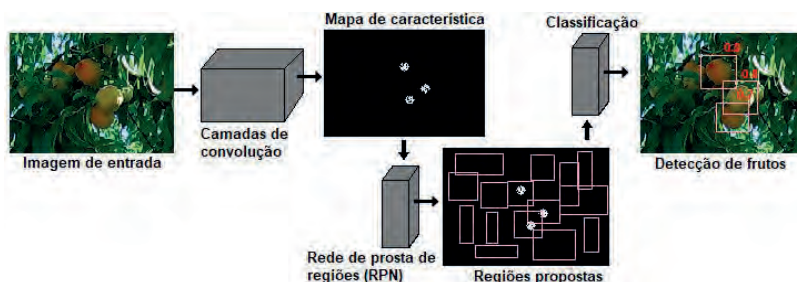 Mapa de característica
Classificação
Imagem de entrada
Camadas de
convolução
Rede de prosta de
regiões (RPN)
Regiões propostas
Detecção de frutos